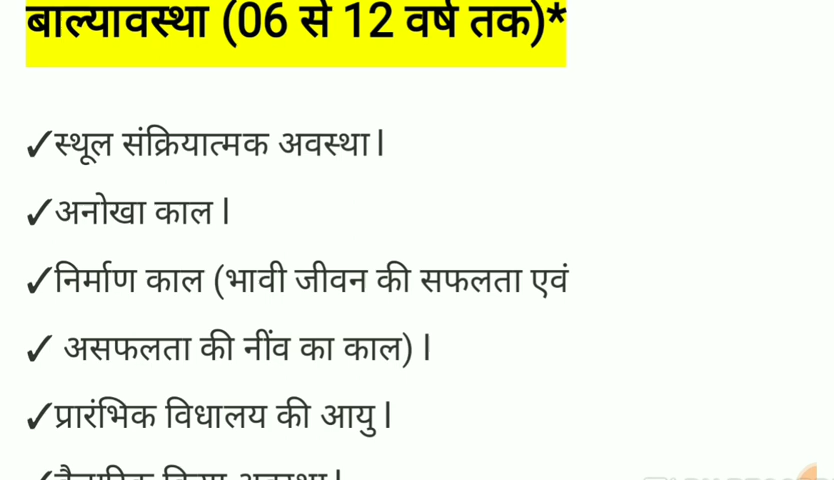 बाल्यावस्था (06 से 12 वर्ष तक)*
✓स्थूल संक्रियात्मक अवस्था।
✓अनोखा काल।
✓निर्माण काल (भावी जीवन की सफलता एवं
✓ असफलता की नींव का काल)।
✓प्रारंभिक विधालय की आयु।